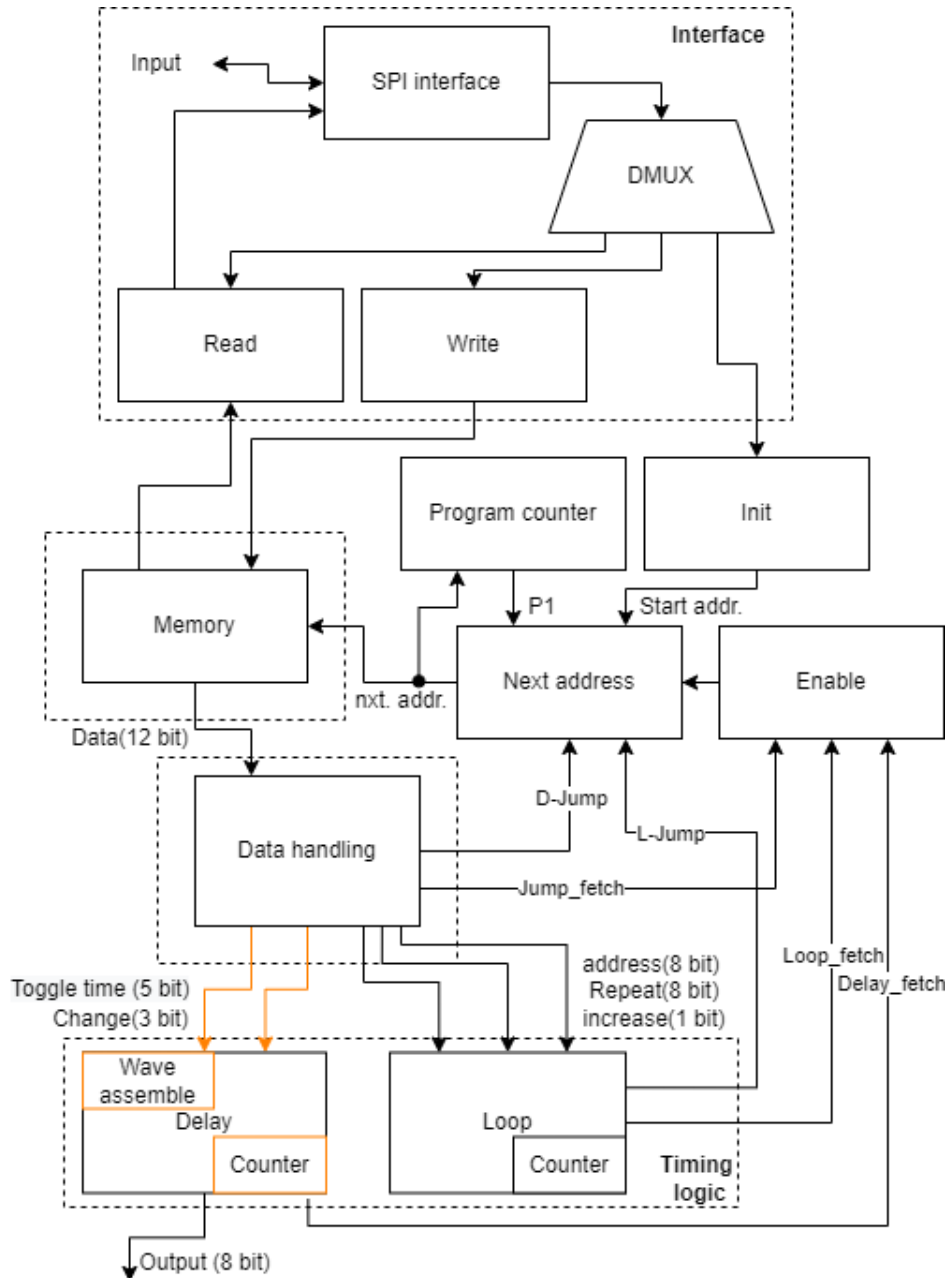 Interface
Input
SPI interface
DMUX
Read
Write
Program counter
Init
P1
Start addr.
Memory
Next address
Enable
nxt. addr.
Data(12 bit)
D-Jump
L-Jump
Data handling
Jump_fetch
Loop_fetch
Delay_fetch
Toggle time (5 bit)
Change(3 bit)
address(8 bit)
Repeat(8 bit)
increase(1 bit)
Wave
assemble
Delay
Counter
Loop
Counter
Timing
logic
Output (8 bit)